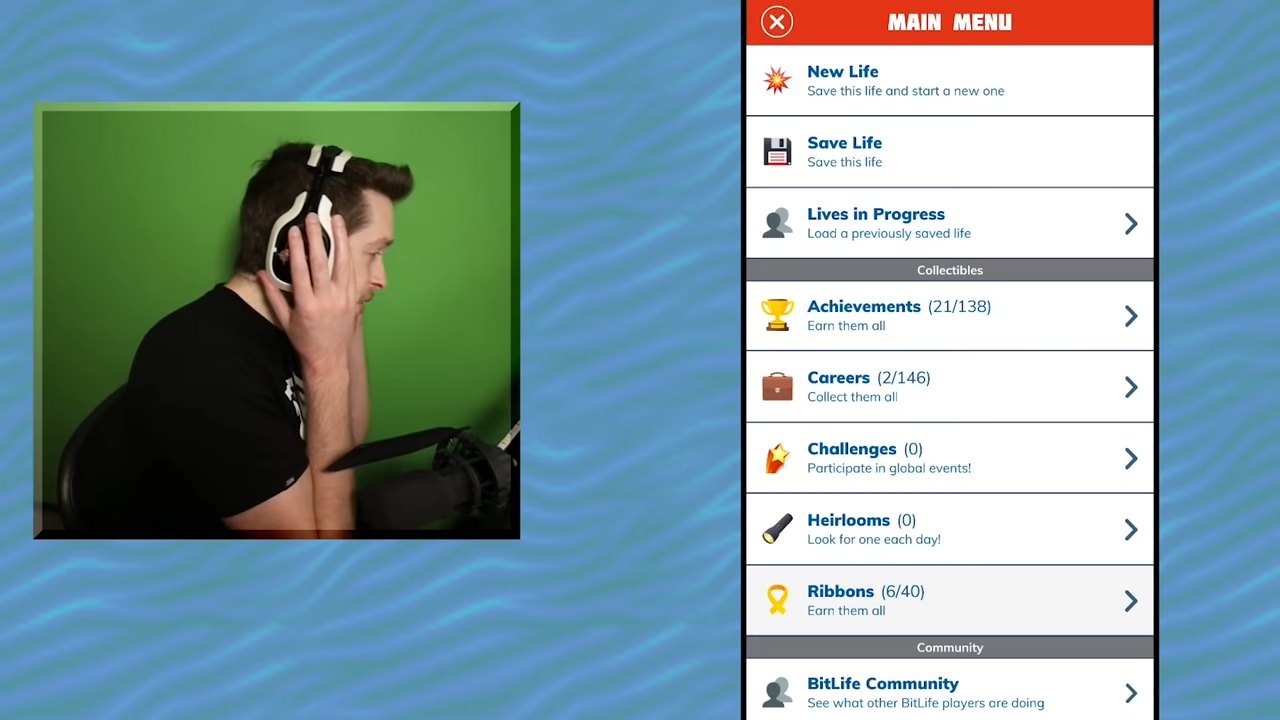 MAIN MENU
New Life
Save this life and start a new one
Save Life
Save this life
Lives in Progress
Load a previously saved life
Collectibles
Achievements (21/138)
Earn them all
Careers (2/146)
Collect them all
Challenges (0)
Participate in global events!
Heirlooms (0)
Look for one each day!
Ribbons (6/40)
Earn them all
Community
BitLife Community
See what other BitLife players are doing